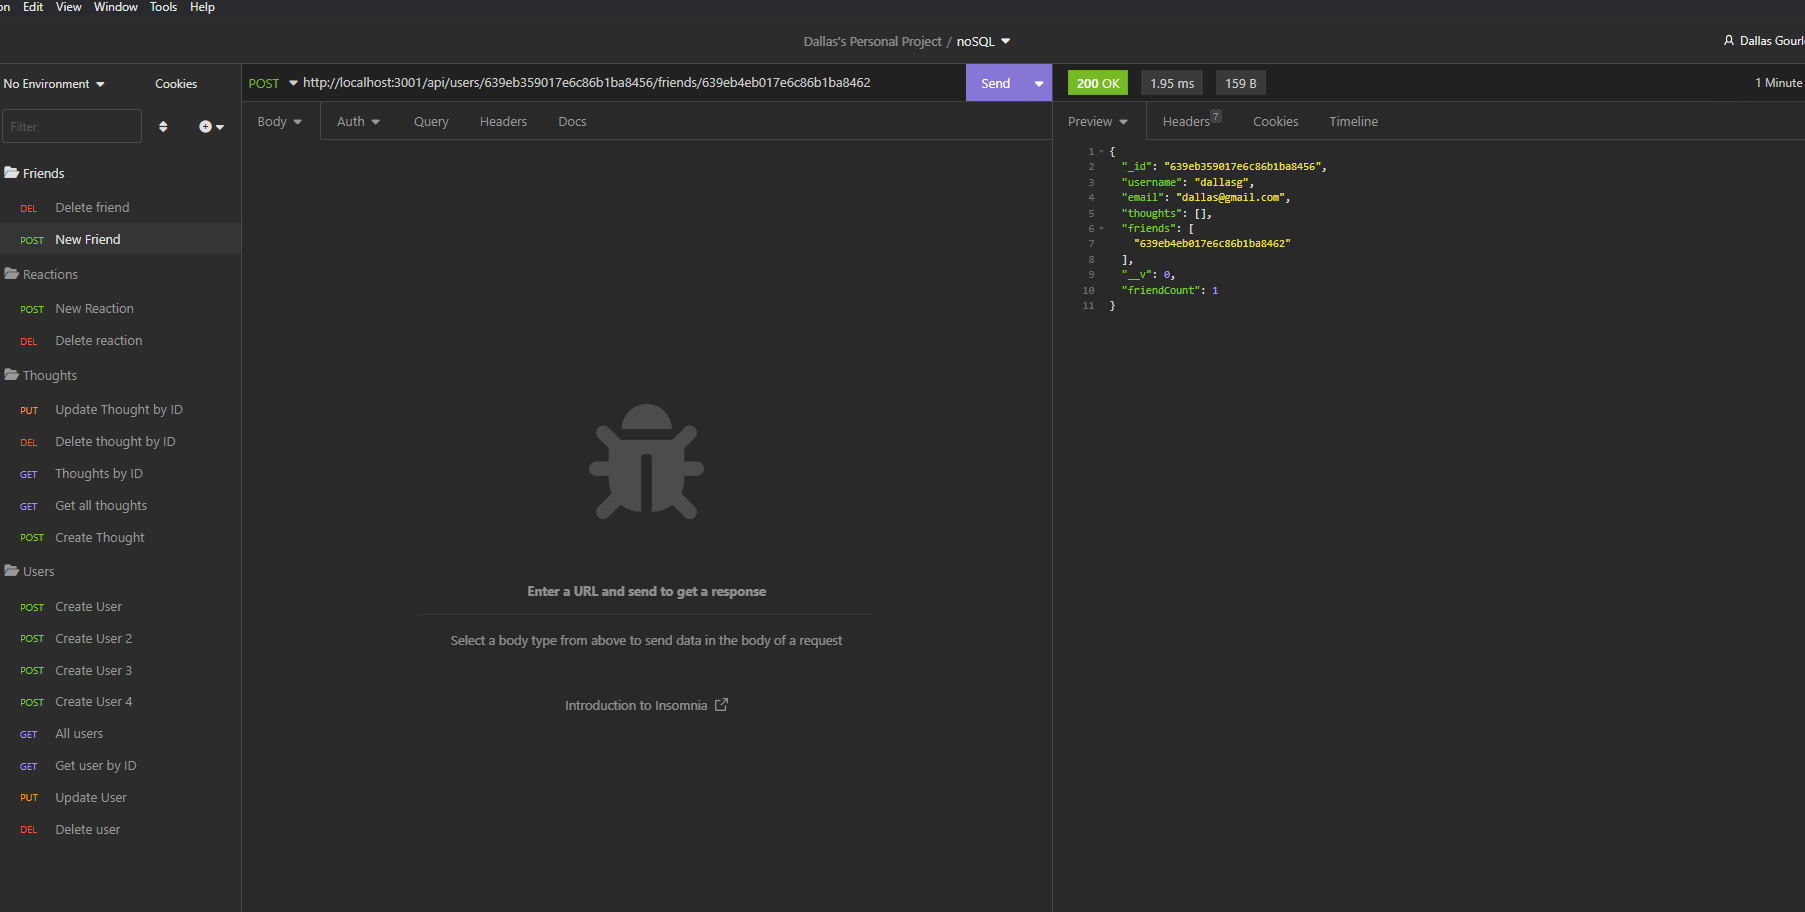 on Edit View Window Tools Help
Dallas's Personal Project / noSQL
Dallas Gourl
No Environment
Cookies
POST http://localhost:3001/api/users/639eb359017e6c86b1ba8456/friends/639eb4eb017e6c86b1ba8462
Send
200 OK 1.95 ms 159 B
1 Minute
Filter
Body Auth Query Headers Docs
Preview Headers 7 Cookies Timeline
Friends
DEL Delete friend
POST New Friend
Reactions
POST New Reaction
DEL Delete reaction
Thoughts
PUT Update Thought by ID
DEL Delete thought by ID
GET Thoughts by ID
GET Get all thoughts
POST Create Thought
Users
POST Create User
POST Create User 2
POST Create User 3
POST Create User 4
GET All users
GET Get user by ID
PUT Update User
DEL Delete user
Enter a URL and send to get a response
Select a body type from above to send data in the body of a request
Introduction to Insomnia
1 {
2 "_id": "639eb359017e6c86b1ba8456",
3 "username": "dallasg",
4 "email": "dallas@gmail.com",
5 "thoughts": [],
6 "friends": [
7 "639eb4eb017e6c86b1ba8462"
8 ],
9 "__v": 0,
10 "friendCount": 1
11 }